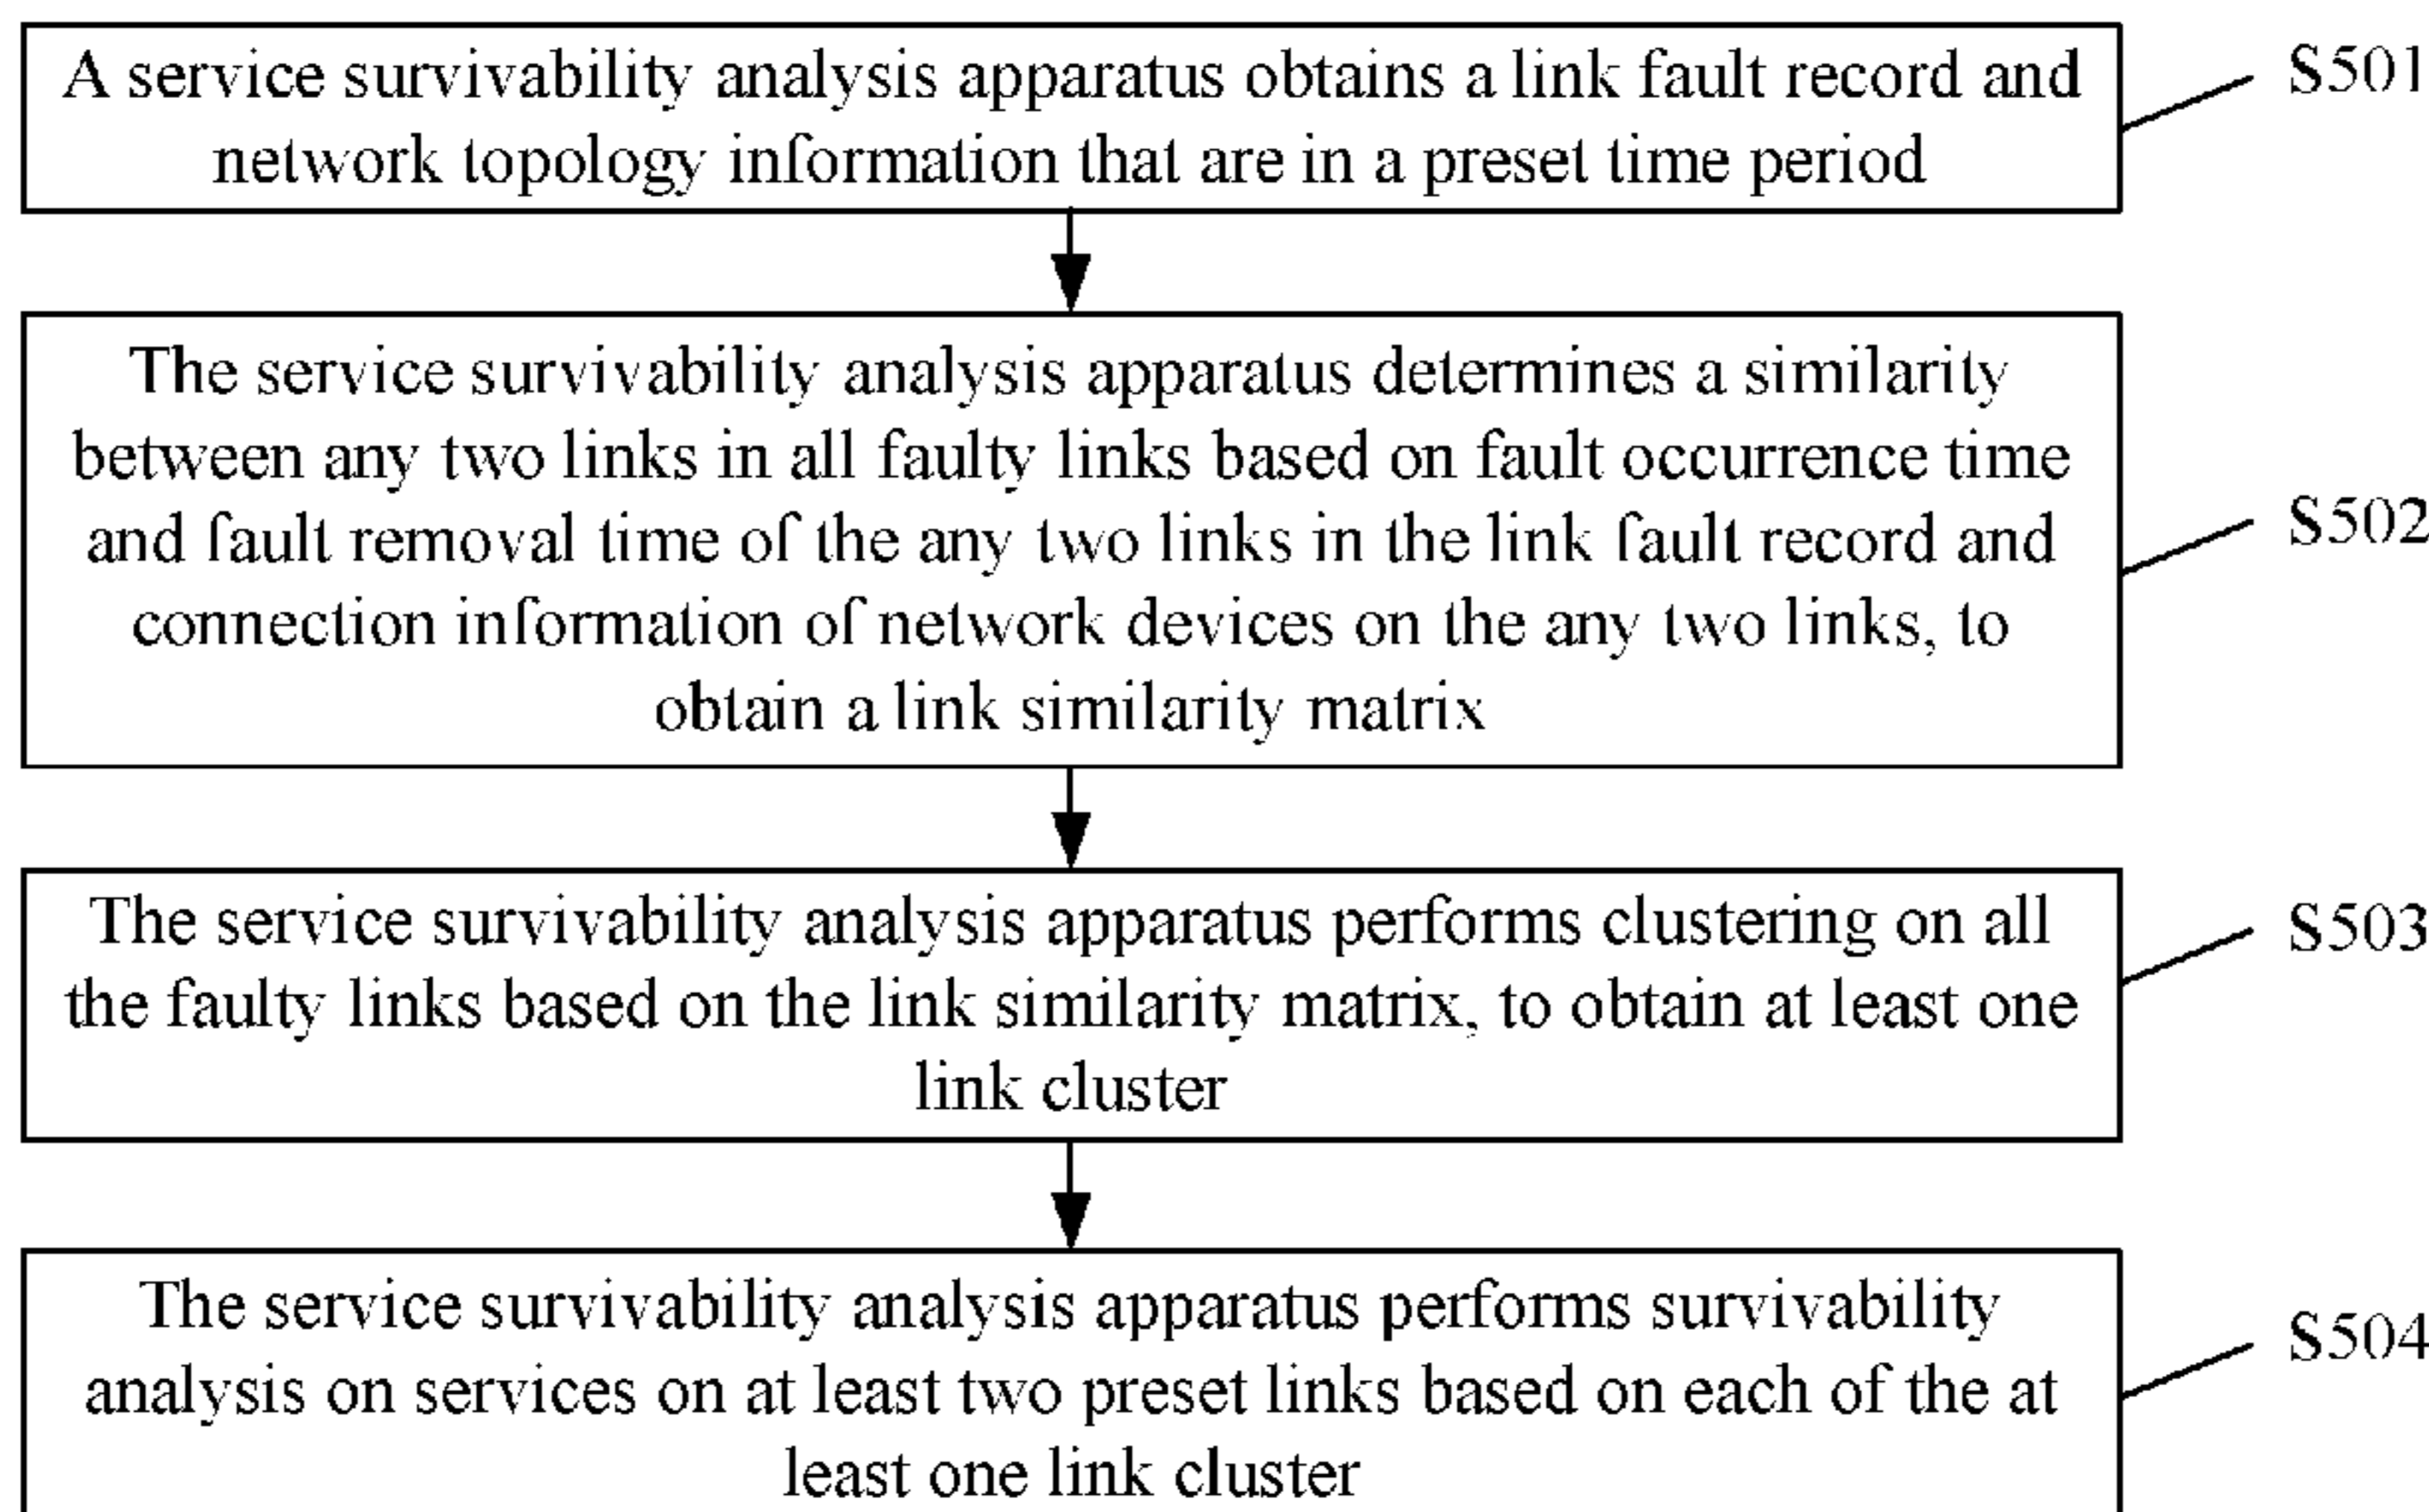 A service survivability analysis apparatus obtains a link fault record and
network topology information that are in a preset time period
S501
The service survivability analysis apparatus determines a similarity
between any two links in all faulty links based on fault occurrence time
and fault removal time of the any two links in the link fault record and
connection information of network devices on the any two links, to
obtain a link similarity matrix
S502
The service survivability analysis apparatus performs clustering on all
the faulty links based on the link similarity matrix, to obtain at least one
link cluster
S503
The service survivability analysis apparatus performs survivability
analysis on services on at least two preset links based on each of the at
least one link cluster
S504